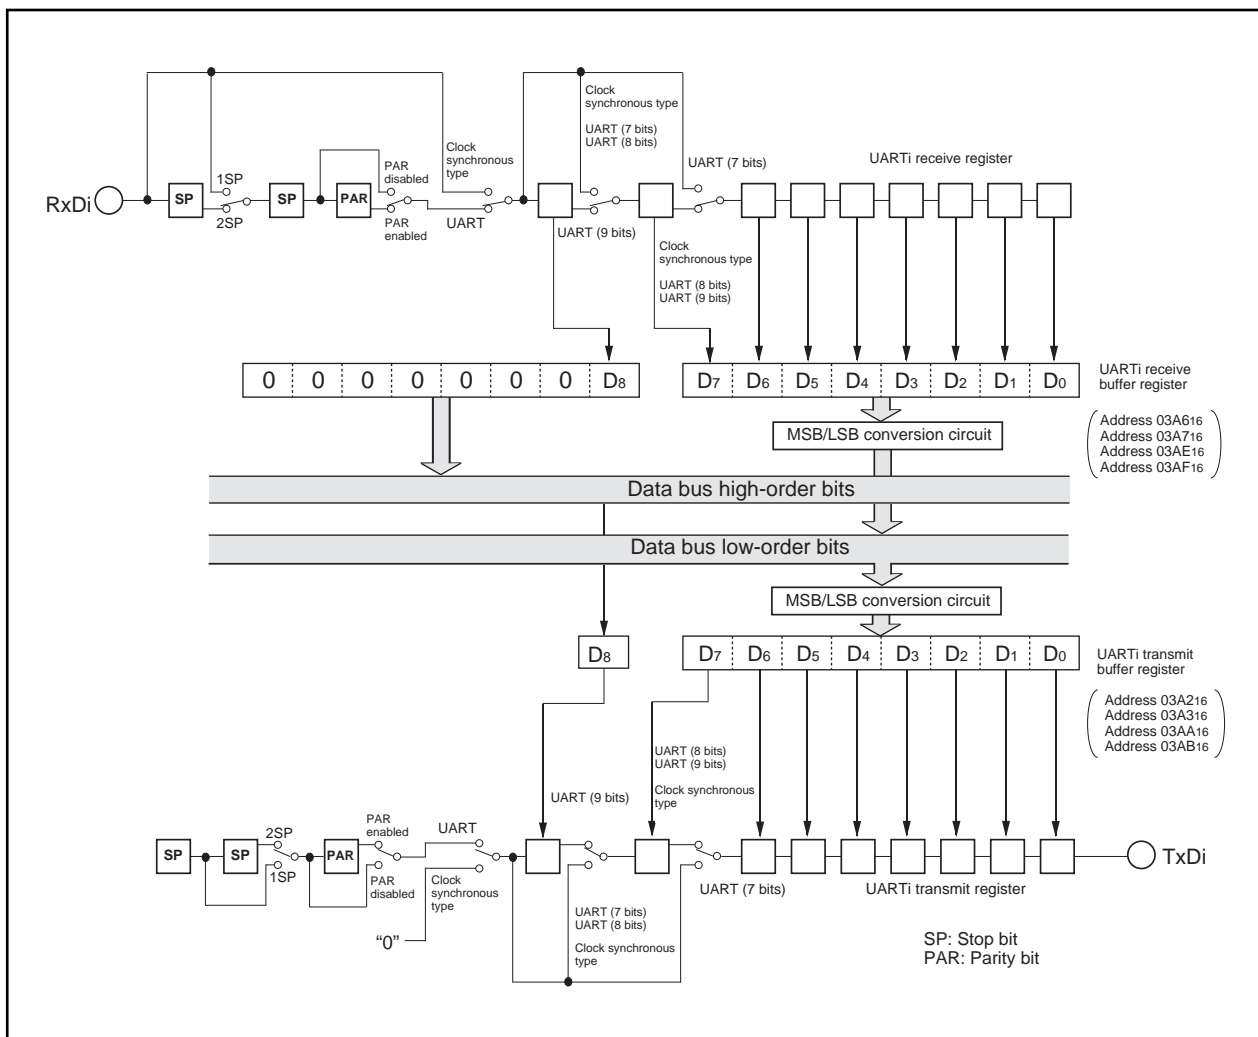 Clock
synchronous type
UART (7 bits)
UART (8 bits)
Clock
synchronous
type
UART (7 bits)
UARTi receive register
PAR
disabled
1SP
RxDi
SP
SP
PAR
2SP
PAR
enabled
UART
UART (9 bits)
Clock
synchronous type
UART (8 bits)
UART (9 bits)
0 0 0 0 0 0 0 D8
D7 D6 D5 D4 D3 D2 D1 D0
UARTi receive
buffer register
MSB/LSB conversion circuit
Address 03A616
Address 03A716
Address 03AE16
Address 03AF16
Data bus high-order bits
Data bus low-order bits
MSB/LSB conversion circuit
D8
D7 D6 D5 D4 D3 D2 D1 D0
UARTi transmit
buffer register
Address 03A216
Address 03A316
Address 03AA16
Address 03AB16
UART (8 bits)
UART (9 bits)
Clock synchronous
type
UART (9 bits)
PAR
enabled
2SP
UART
SP
SP
PAR
TxDi
1SP
PAR
disabled
Clock
synchronous
type
UART (7 bits)
UARTi transmit register
UART (7 bits)
UART (8 bits)
Clock synchronous
type
“0”
SP: Stop bit
PAR: Parity bit